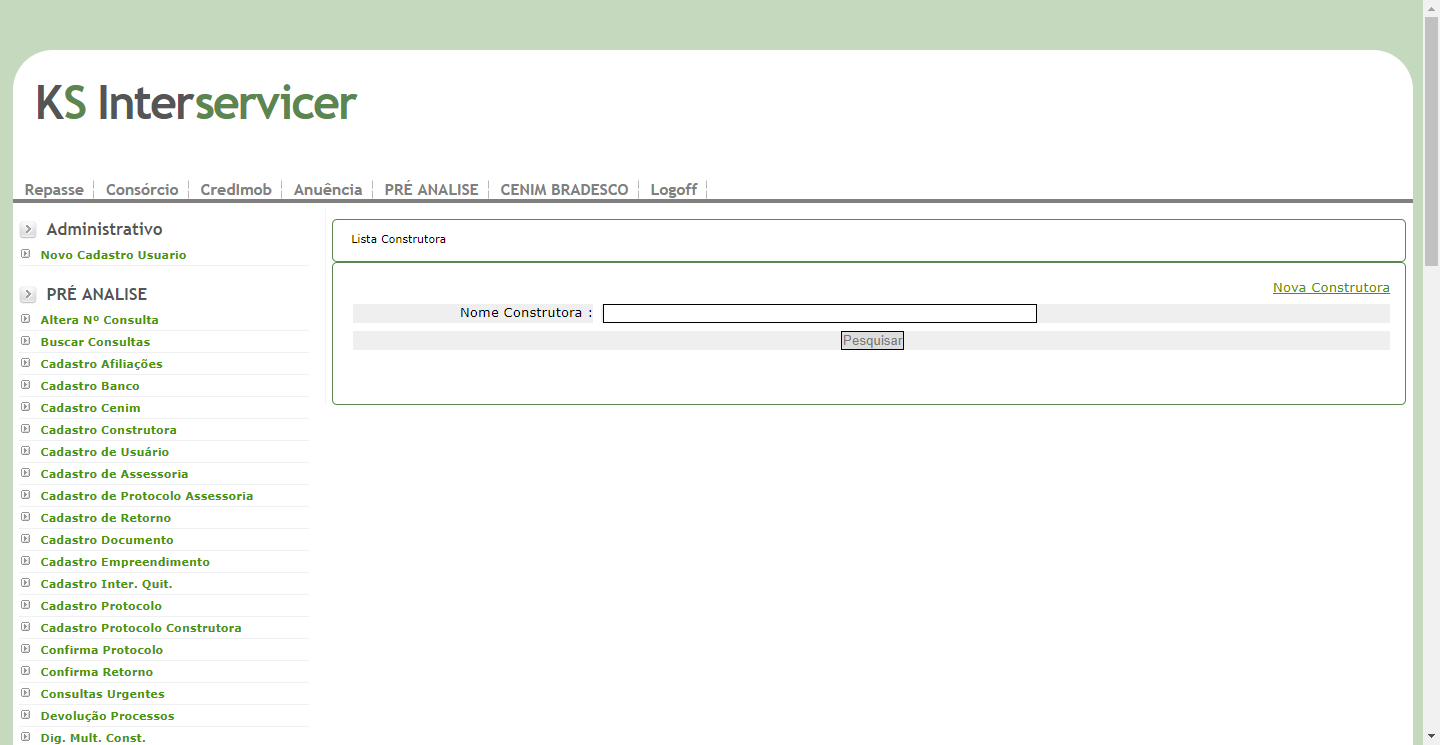 KS Interservicer
Repasse Consórcio CredImob Anuência PRÉ ANALISE CENIM BRADESCO Logoff
Administrativo
Novo Cadastro Usuario
PRÉ ANALISE
Altera Nº Consulta
Buscar Consultas
Cadastro Afiliações
Cadastro Banco
Cadastro Cenim
Cadastro Construtora
Cadastro de Usuário
Cadastro de Assessoria
Cadastro de Protocolo Assessoria
Cadastro de Retorno
Cadastro Documento
Cadastro Empreendimento
Cadastro Inter. Quit.
Cadastro Protocolo
Cadastro Protocolo Construtora
Confirma Protocolo
Confirma Retorno
Consultas Urgentes
Devolução Processos
Dig. Mult. Const.
Lista Construtora
Nova Construtora
Nome Construtora :
Pesquisar